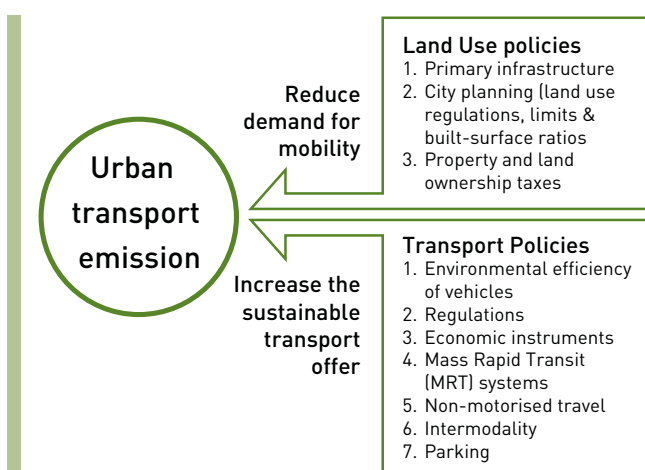 Urban
transport
emission
Reduce
demand for
mobility
Land Use policies
1. Primary infrastructure
2. City planning (land use
regulations, limits &
built-surface ratios
3. Property and land
ownership taxes
Increase the
sustainable
transport
offer
Transport Policies
1. Environmental efficiency
of vehicles
2. Regulations
3. Economic instruments
4. Mass Rapid Transit
(MRT) systems
5. Non-motorised travel
6. Intermodality
7. Parking